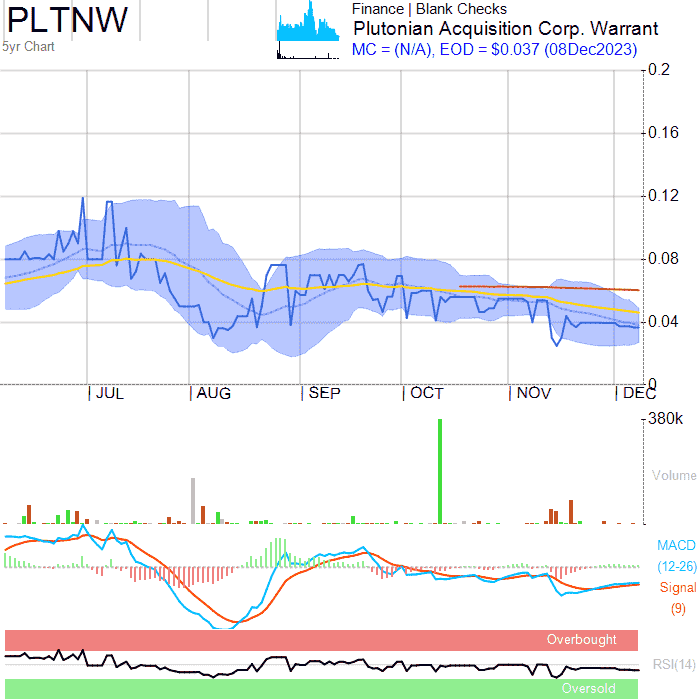 PLTNW
5yr Chart
Finance | Blank Checks
Plutonian Acquisition Corp. Warrant
MC = (N/A), EOD = $0.037 (08Dec2023)
0.2
0.16
0.12
0.08
0.04
0
JUL AUG SEP OCT NOV DEC
380k
Volume
MACD
(12-26)
Signal
(9)
Overbought
RSI(14)
Oversold